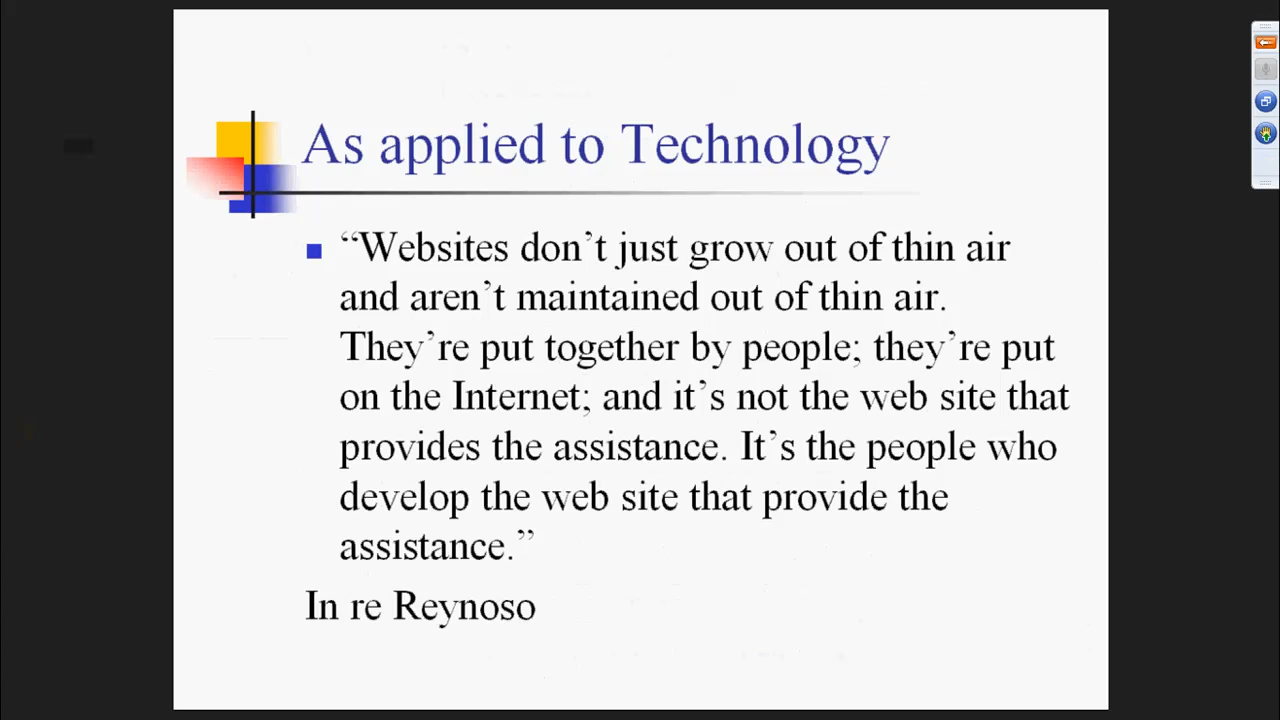 As applied to Technology
“Websites don’t just grow out of thin air
and aren’t maintained out of thin air.
They’re put together by people; they’re put
on the Internet; and it’s not the web site that
provides the assistance. It’s the people who
develop the web site that provide the
assistance.”
In re Reynoso